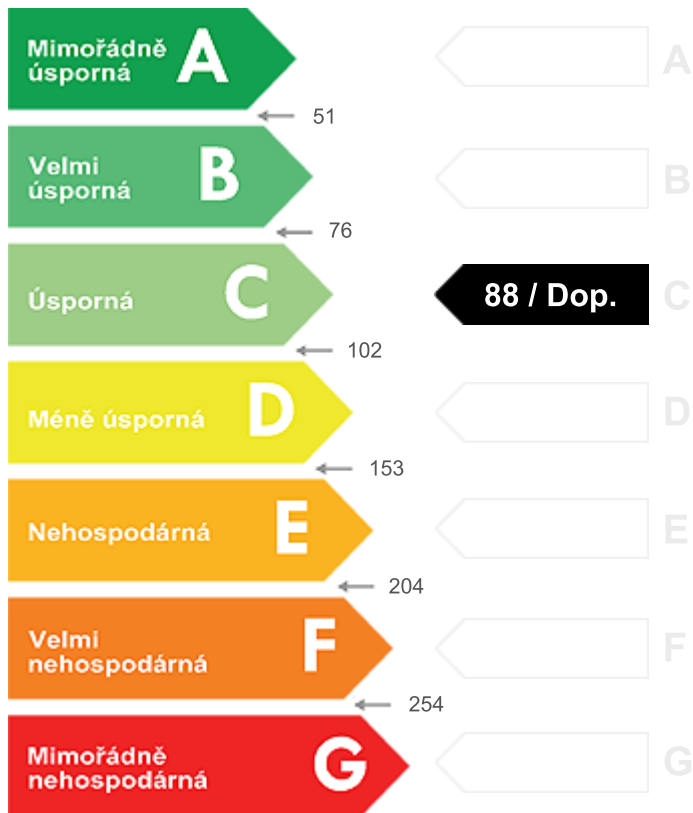 Mimořádně
úsporná
A
A
51
Velmi
úsporná
B
B
76
Úsporná
C
88 / Dop.
C
102
Méně úsporná
D
D
153
Nehospodárná
E
E
204
Velmi
nehospodárná
F
F
254
Mimořádně
nehospodárná
G
G